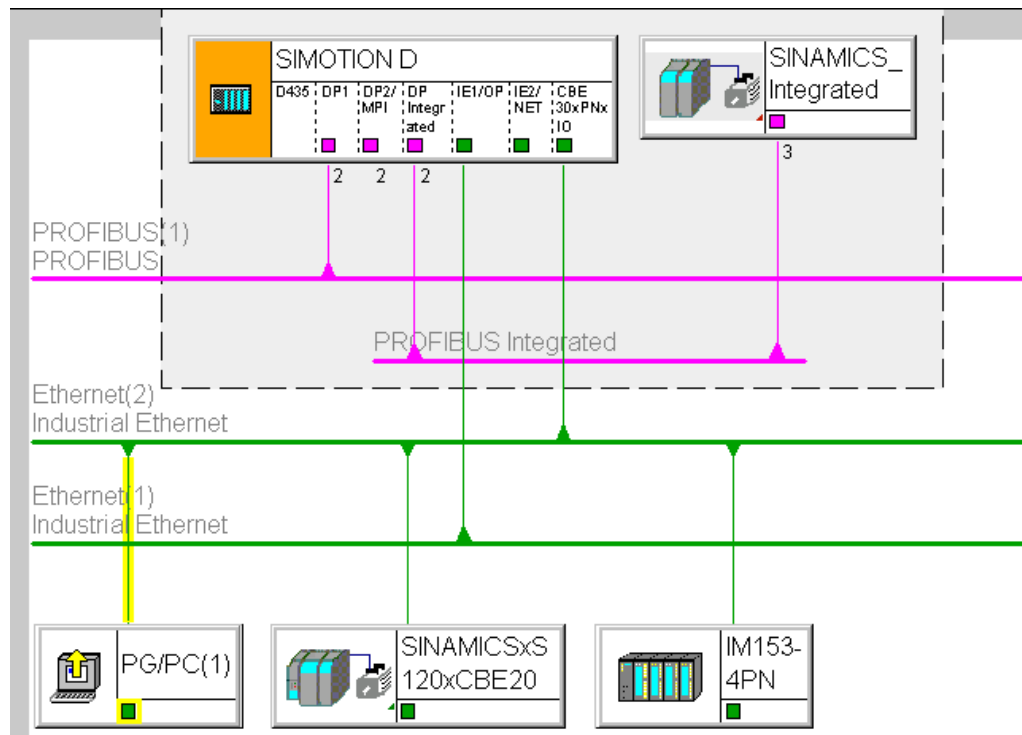 SIMOTION D
D435
DP1
DP2/
MPI
DP
Integr
ated
IE1/OP
IE2/
NET
CBE
30xPNx
IO
2
2
2
SINAMICS_
Integrated
3
PROFIBUS(1)
PROFIBUS
PROFIBUS Integrated
Ethernet(2)
Industrial Ethernet
Ethernet(1)
Industrial Ethernet
PG/PC(1)
SINAMICSxS
120xCBE20
IM153-
4PN